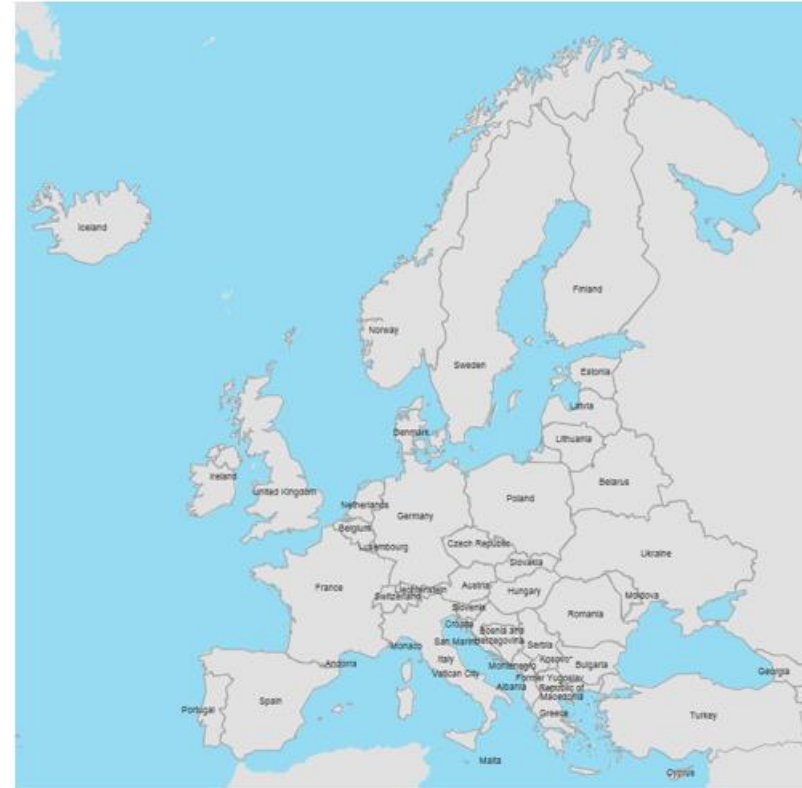 Iceland
Finland
Norway
Sweden
Estonia
Latvia
Denmark
Lithuania
Ireland
Belarus
United Kingdom
Netherlands
Poland
Germany
Belgium
Czech Republic
Luxembourg
Ukraine
Slovakia
France
Austria
Liechtenstein
Hungary
Switzerland
Moldova
Slovenia
Romania
Croatia
Bosnia and
Herzegovina
San Marino
Monaco
Serbia
Italy
Kosovo*
Andorra
Montenegro
Bulgaria
Georgia
Vatican City
Former Yugoslav
Republic of
Macedonia
Albania
Spain
Portugal
Greece
Turkey
Malta
Cyprus